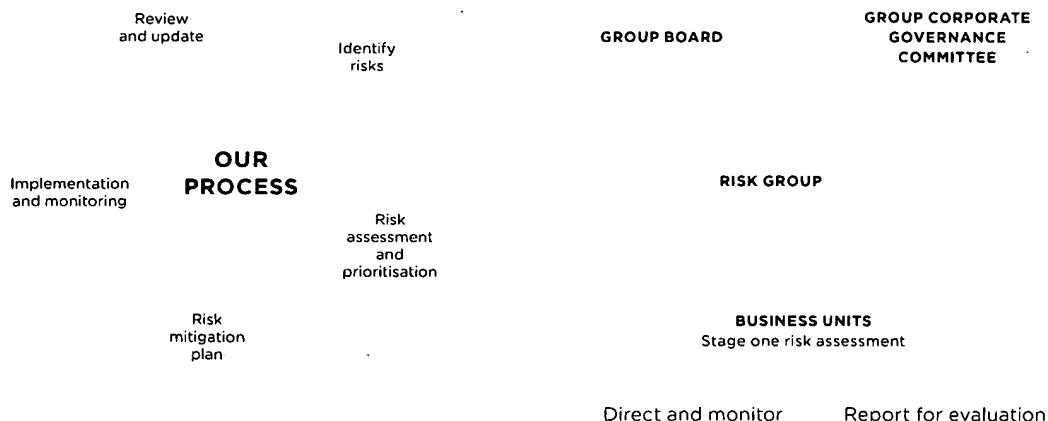 Review
and update
Identify
risks
OUR
PROCESS
Implementation
and monitoring
Risk
assessment
and
prioritisation
Risk
mitigation
plan
GROUP BOARD
GROUP CORPORATE
GOVERNANCE
COMMITTEE
RISK GROUP
BUSINESS UNITS
Stage one risk assessment
Direct and monitor
Report for evaluation